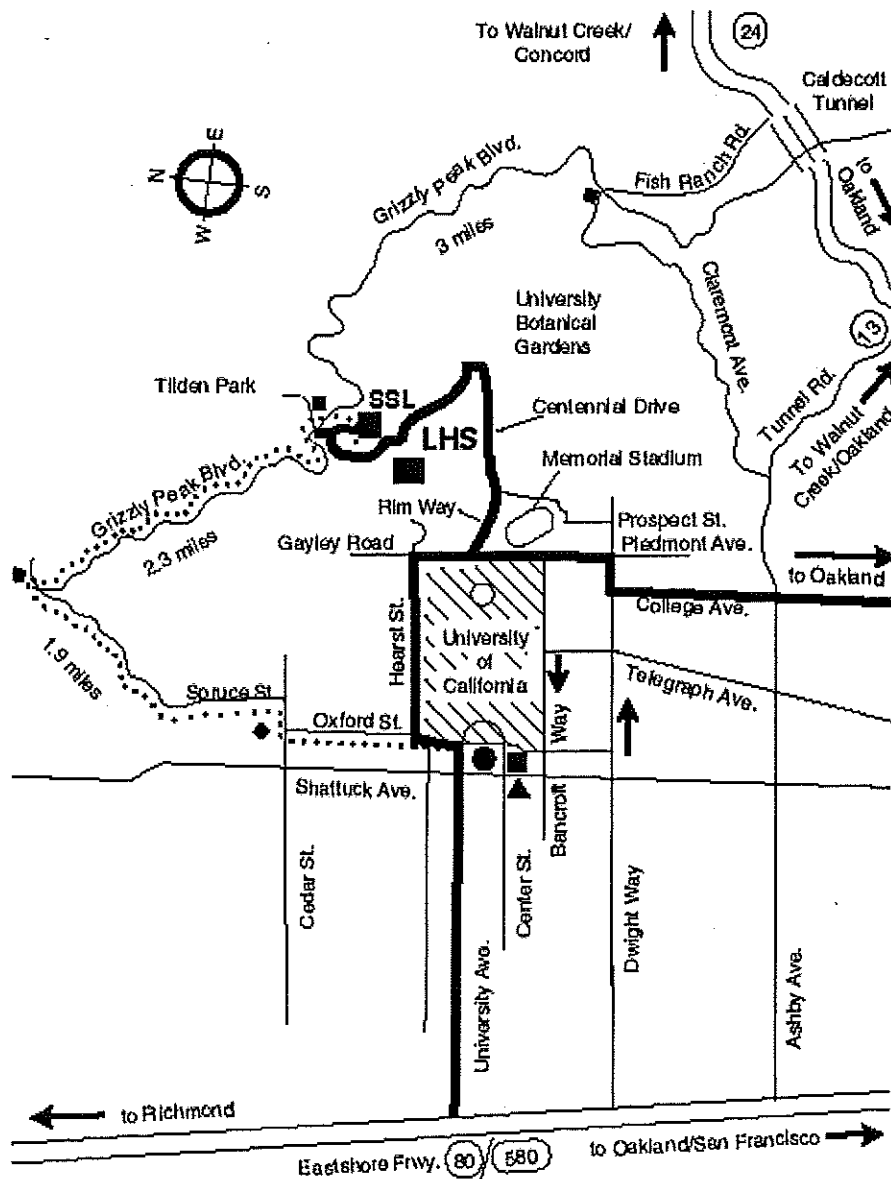 To Walnut Creek/
Concord
24
Caldecott
Tunnel
E
N
S
W
Grizzly Peak Blvd.
3 miles
Fish Ranch Rd.
to
Oakland
University
Botanical
Gardens
Claremont
Ave.
13
Tilden Park
SSL
Centennial Drive
Tunnel Rd.
To Walnut
Creek/Oakland
LHS
Memorial Stadium
Grizzly Peak Blvd.
2.3 miles
Rim Way
Gayley Road
Prospect St.
Piedmont Ave.
to Oakland
College Ave.
Hearst St.
University
of
California
1.9 miles
Spruce St.
Oxford St.
Telegraph Ave.
Way
Bancroft
Shattuck Ave.
Cedar St.
University Ave.
Center St.
Dwight Way
Ashby Ave.
to Richmond
Eastshore Frwy.
80/580
to Oakland/San Francisco